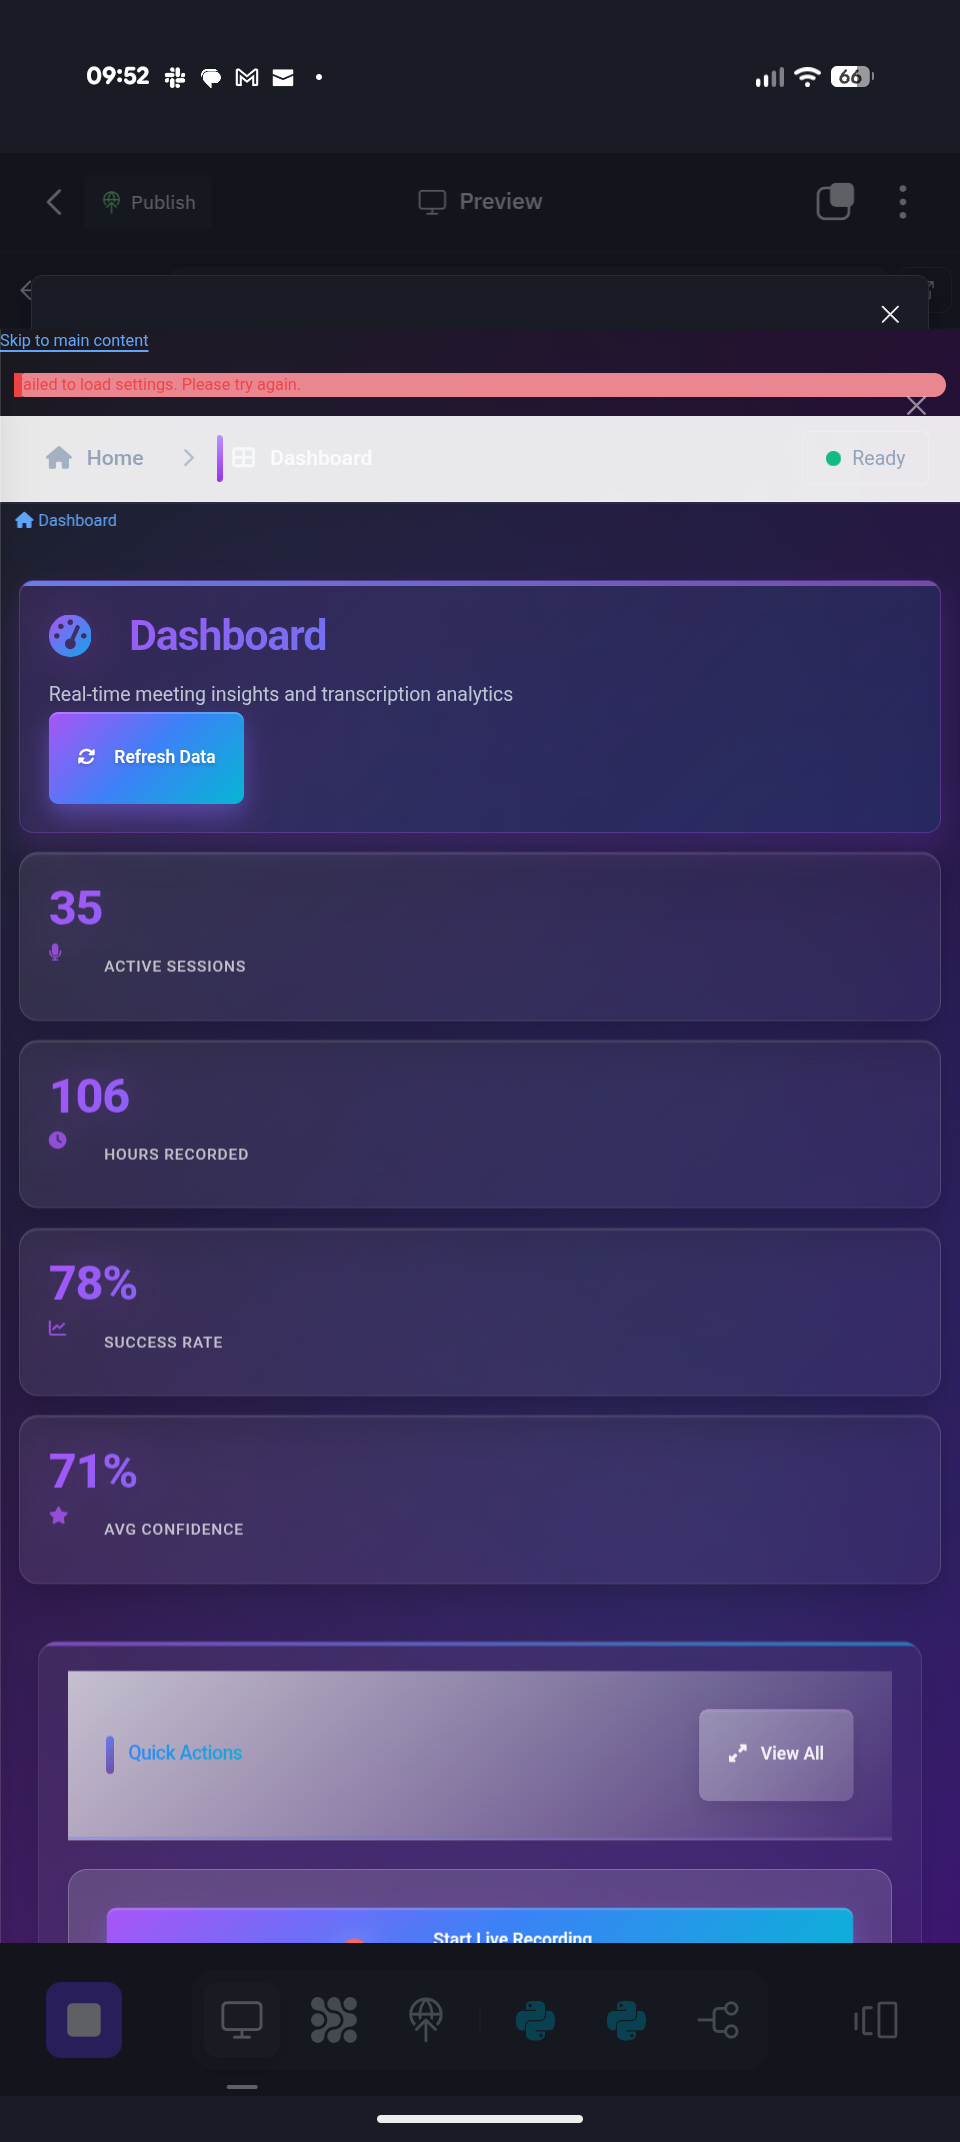 09:52
66
Publish
Preview
Skip to main content
ailed to load settings. Please try again.
Home
Dashboard
Ready
Dashboard
Dashboard
Real-time meeting insights and transcription analytics
Refresh Data
35
ACTIVE SESSIONS
106
HOURS RECORDED
78%
SUCCESS RATE
71%
AVG CONFIDENCE
Quick Actions
View All
Start Live Recording